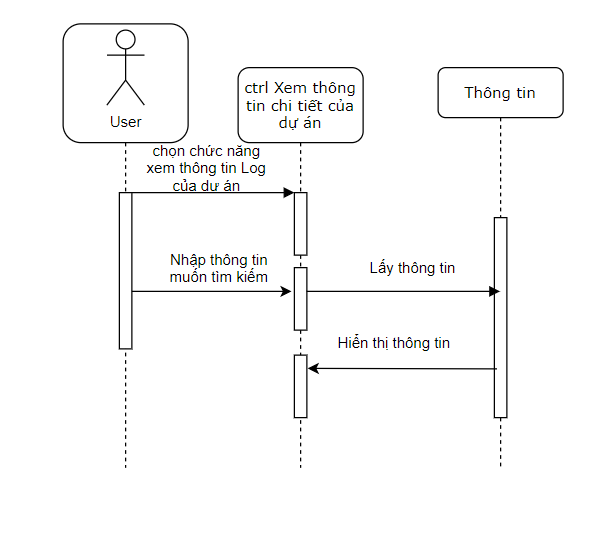 User
ctrl Xem thông
tin chi tiết của
dự án
Thông tin
chọn chức năng
xem thông tin Log
của dư án
Nhập thông tin
muốn tìm kiếm
Lấy thông tin
Hiển thị thông tin